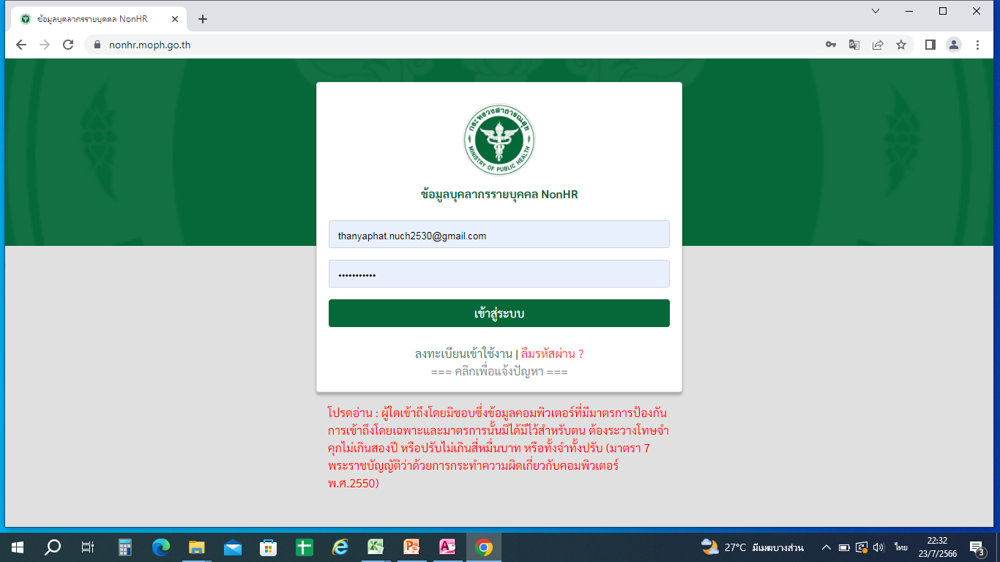 ข้อมูลบุคลากรรายบุคคล NonHR
nonhr.moph.go.th
กระทรวงสาธารณสุข
MINISTRY OF PUBLIC HEALTH
ข้อมูลบุคลากรรายบุคคล NonHR
thanyaphat.nuch2530@gmail.com
•••••••••••
เข้าสู่ระบบ
ลงทะเบียนเข้าใช้งาน | ลืมรหัสผ่าน ?
=== คลิกเพื่อแจ้งปัญหา ===
โปรดอ่าน : ผู้ใดเข้าถึงโดยมิชอบซึ่งข้อมูลคอมพิวเตอร์ที่มีมาตรการป้องกัน
การเข้าถึงโดยเฉพาะและมาตรการนั้นมิได้มีไว้สำหรับตน ต้องระวางโทษจำ
คุกไม่เกินสองปี หรือปรับไม่เกินสี่หมื่นบาท หรือทั้งจำทั้งปรับ (มาตรา 7
พระราชบัญญัติว่าด้วยการกระทำความผิดเกี่ยวกับคอมพิวเตอร์
พ.ศ.2550)
27°C มีเมฆบางส่วน
ไทย
22:32
23/7/2566
3